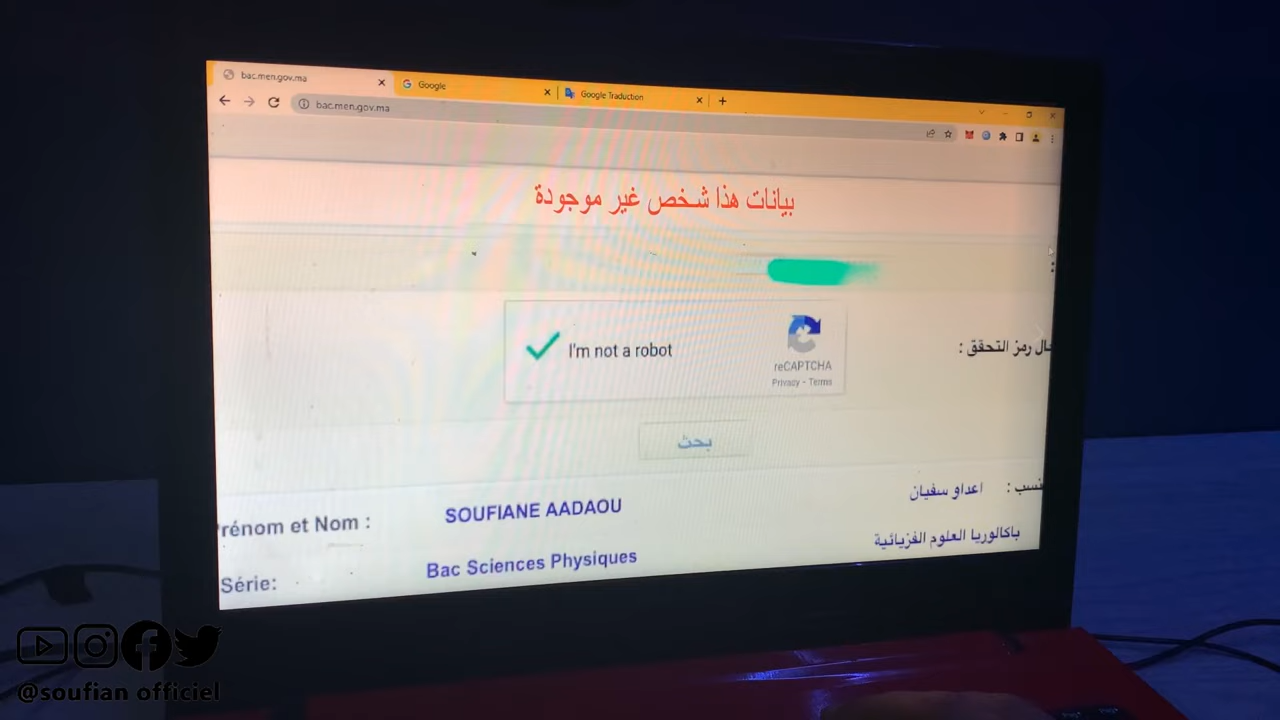 bac.men.gov.ma
Google
Google Traduction
bac.men.gov.ma
بيانات هذا شخص غير موجودة
:
I'm not a robot
reCAPTCHA
Privacy - Terms
ال رمز التحقق :
بحث
نسب : اعداو سفيان
rénom et Nom : SOUFIANE AADAOU
باكالوريا العلوم الفزيائية
Série: Bac Sciences Physiques
@soufian officiel